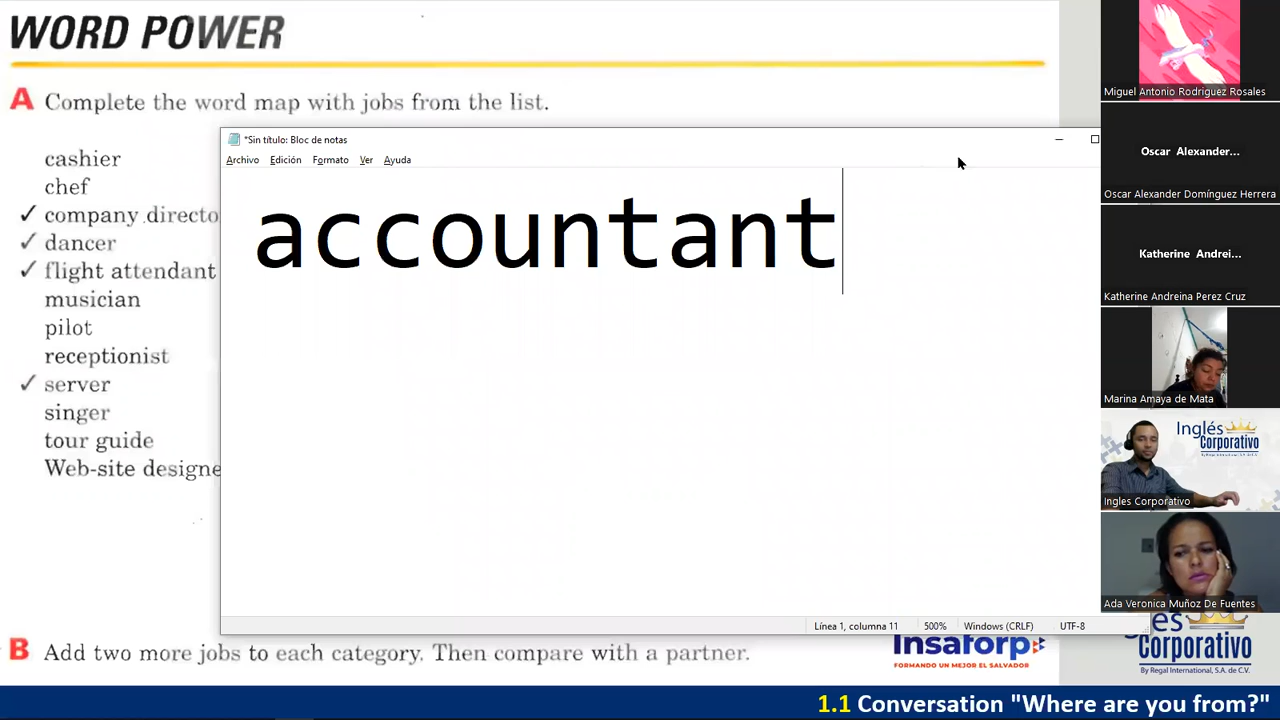 WORD POWER
A Complete the word map with jobs from the list.
cashier
chef
✓ company directo
✓ dancer
✓ flight attendant
musician
pilot
receptionist
✓ server
singer
tour guide
Web-site designe
*Sin título: Bloc de notas
Archivo Edición Formato Ver Ayuda
accountant
Línea 1, columna 11 500% Windows (CRLF) UTF-8
B Add two more jobs to each category. Then compare with a partner.
Insaforp
FORMANDO UN MEJOR EL SALVADOR
Inglés
Corporativo
By Regal International, S.A. de C.V.
1.1 Conversation "Where are you from?"
Miguel Antonio Rodriguez Rosales
Oscar Alexander...
Oscar Alexander Domínguez Herrera
Katherine Andrei...
Katherine Andreina Perez Cruz
Marina Amaya de Mata
Inglés
Corporativo
By Regal International, S.A. de C.V.
Ingles Corporativo
Ada Veronica Muñoz De Fuentes